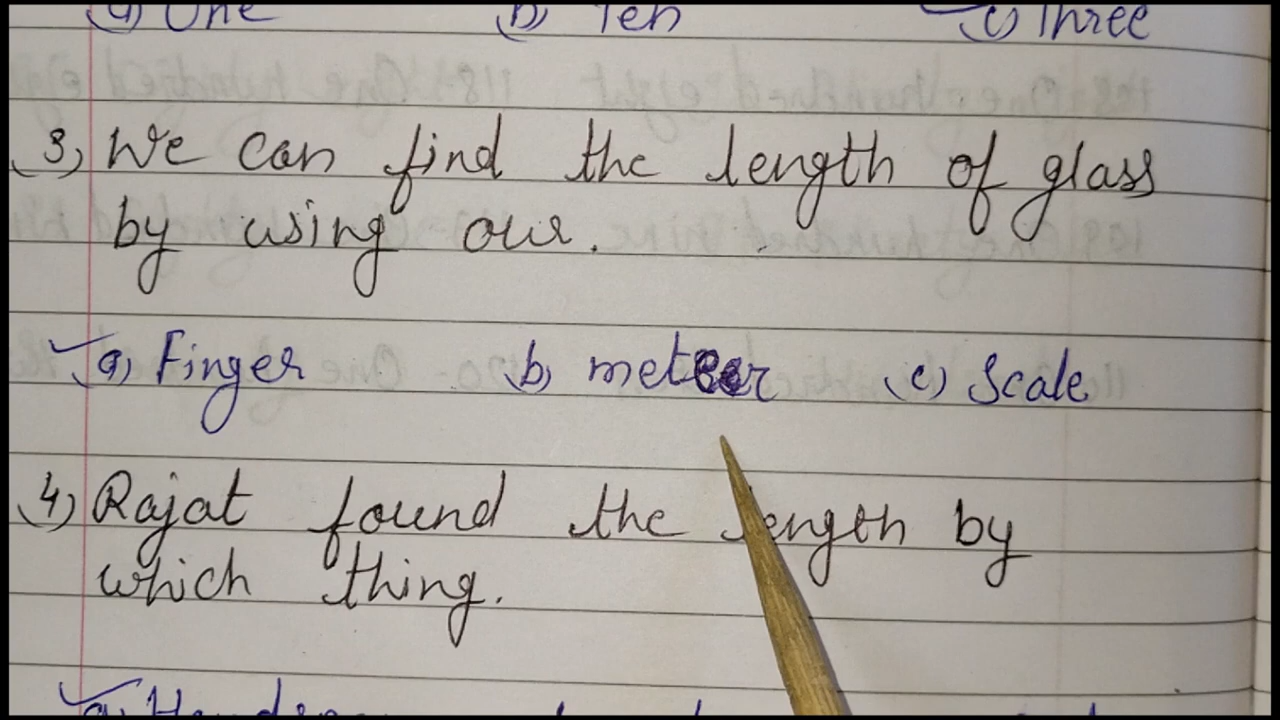 a) One b) Ten c) Three
3) We can find the length of glass
by using our.
a) Finger b) meter c) Scale
4) Rajat found the length by
which thing.